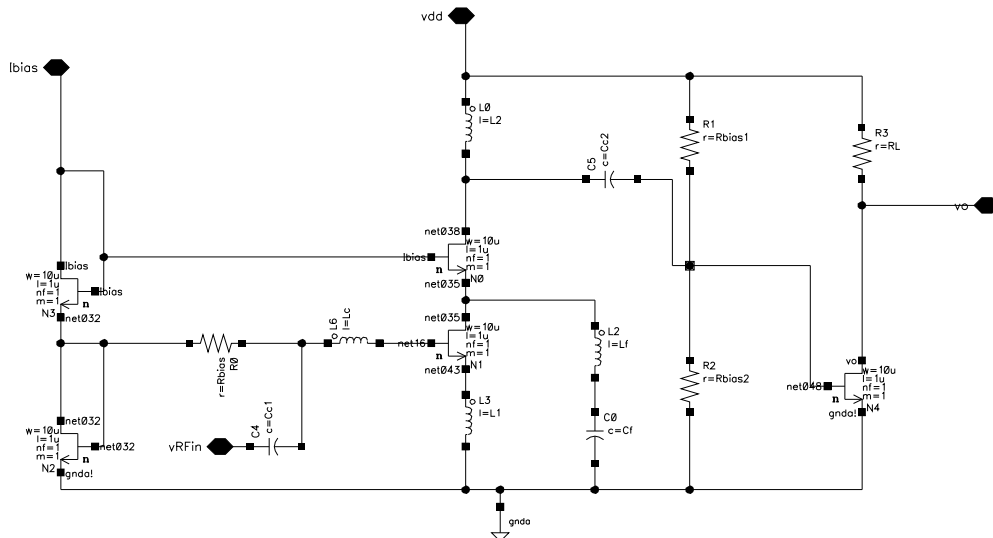 vdd
Ibias
L0
l=L2
R1
r=Rbias1
R3
r=RL
C5
c=Cc2
vo
net038
Ibias
w=10u
l=1u
nf=1
m=1
n
N0
net035
Ibias
w=10u
l=1u
nf=1
m=1
Ibias
n
N3
net032
L6
l=Lc
R0
r=Rbias
net035
net16
w=10u
l=1u
nf=1
m=1
n
N1
net043
L2
l=Lf
R2
r=Rbias2
vo
w=10u
l=1u
nf=1
m=1
net048
n
N4
gnda!
L3
l=L1
C0
c=Cf
net032
w=10u
l=1u
nf=1
m=1
net032
n
N2
gnda!
vRFin
C4
c=Cc1
gnda